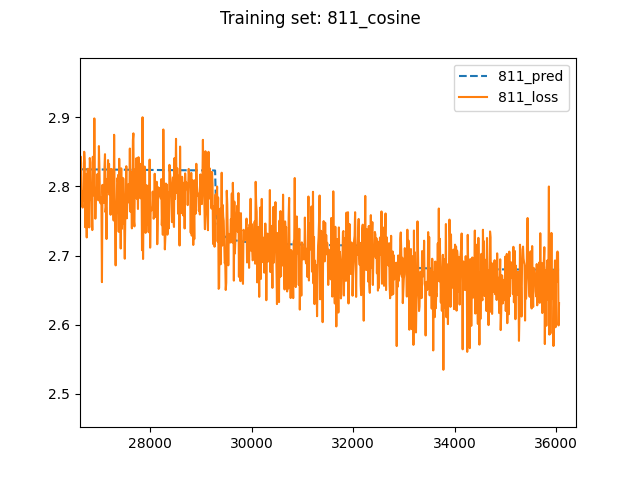 Training set: 811_cosine
811_pred
811_loss
2.9
2.8
2.7
2.6
2.5
28000 30000 32000 34000 36000